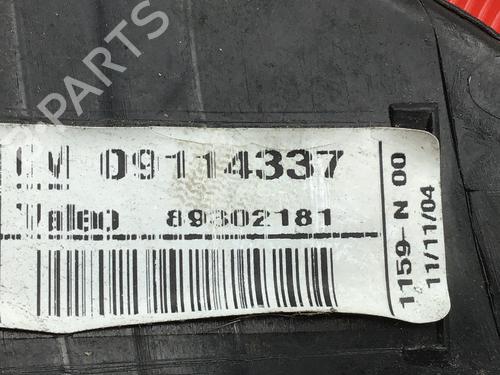 GM 09114337
Valeo 89302181
1159-N 00
11/11/04
B-PARTS